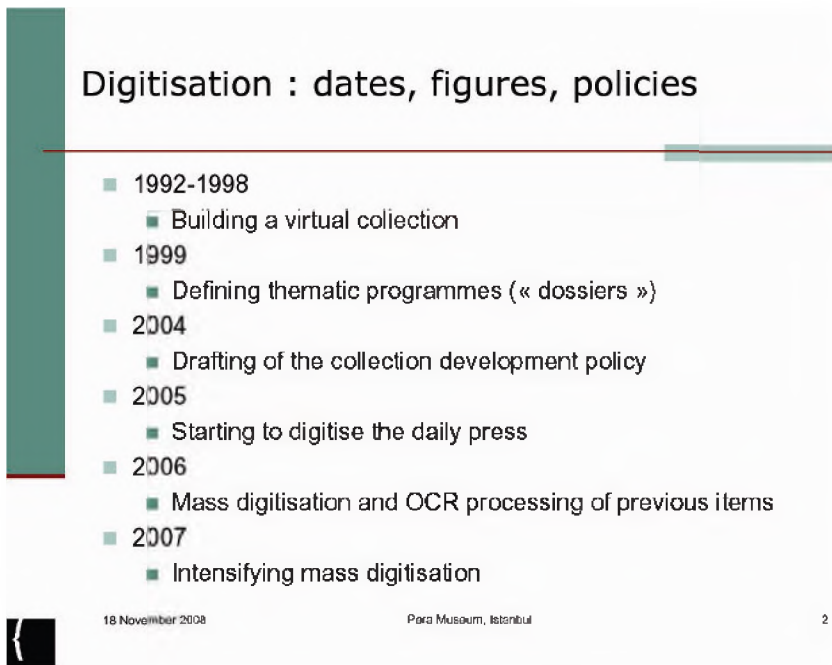 Digitisation : dates, figures, policies
1992-1998
Building a virtual collection
1999
Defining thematic programmes (« dossiers »)
2004
Drafting of the collection development policy
2005
Starting to digitise the daily press
2006
Mass digitisation and OCR processing of previous items
2007
Intensifying mass digitisation
18 November 2008
Pera Museum, Istanbul
2
{